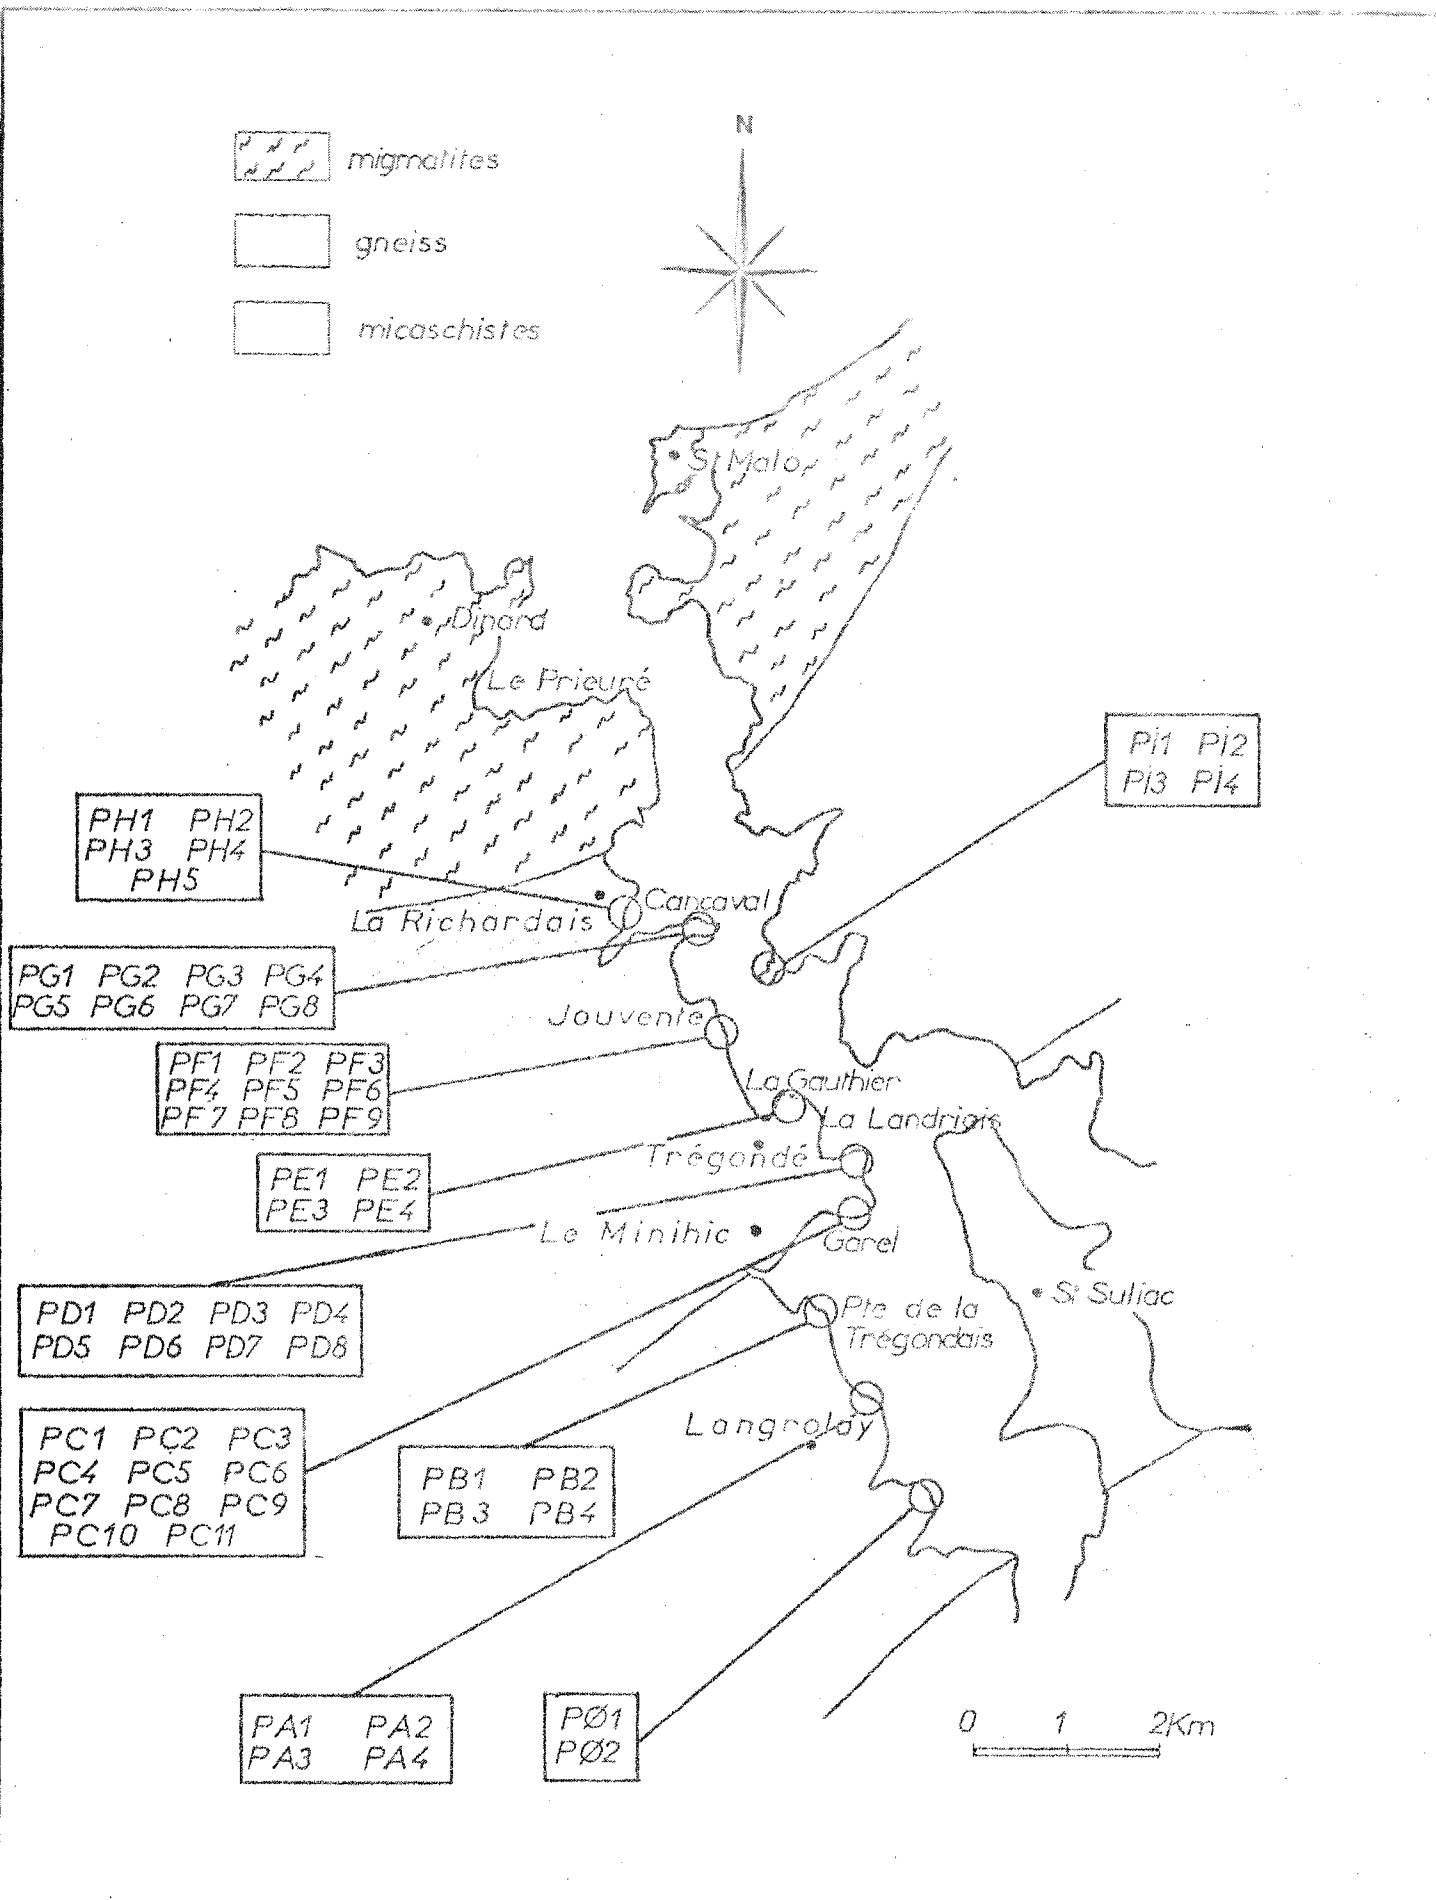 N
migmatites
gneiss
micaschistes
St Malo
Dinard
Le Prieuré
Pi1 Pi2
Pi3 Pi4
PH1 PH2
PH3 PH4
PH5
Cancaval
La Richardais
PG1 PG2 PG3 PG4
PG5 PG6 PG7 PG8
Jouvente
PF1 PF2 PF3
PF4 PF5 PF6
PF7 PF8 PF9
La Gauthier
La Landriais
Trégondé
PE1 PE2
PE3 PE4
Le Minihic
Garel
St Suliac
PD1 PD2 PD3 PD4
PD5 PD6 PD7 PD8
Pte de la
Trégondais
Langrolay
PC1 PC2 PC3
PC4 PC5 PC6
PC7 PC8 PC9
PC10 PC11
PB1 PB2
PB3 PB4
PA1 PA2
PA3 PA4
PØ1
PØ2
0 1 2Km